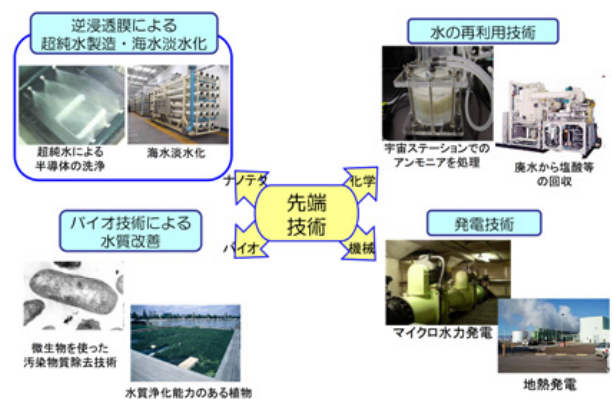 逆浸透膜による
超純水製造・海水淡水化
超純水による
半導体の洗浄
海水淡水化
水の再利用技術
宇宙ステーションでの
アンモニアを処理
廃水から塩酸等
の回収
ナノテク
化学
先端
技術
バイオ
機械
バイオ技術による
水質改善
微生物を使った
汚染物質除去技術
水質浄化能力のある植物
発電技術
マイクロ水力発電
地熱発電